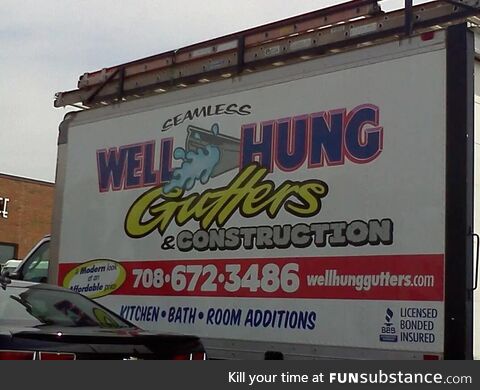 SEAMLESS
WELL HUNG
Gutters
& CONSTRUCTION
A Modern look
at an
Affordable price
708•672•3486 wellhunggutters.com
KITCHEN • BATH • ROOM ADDITIONS
BBB
LICENSED
BONDED
INSURED
Kill your time at FUNsubstance.com